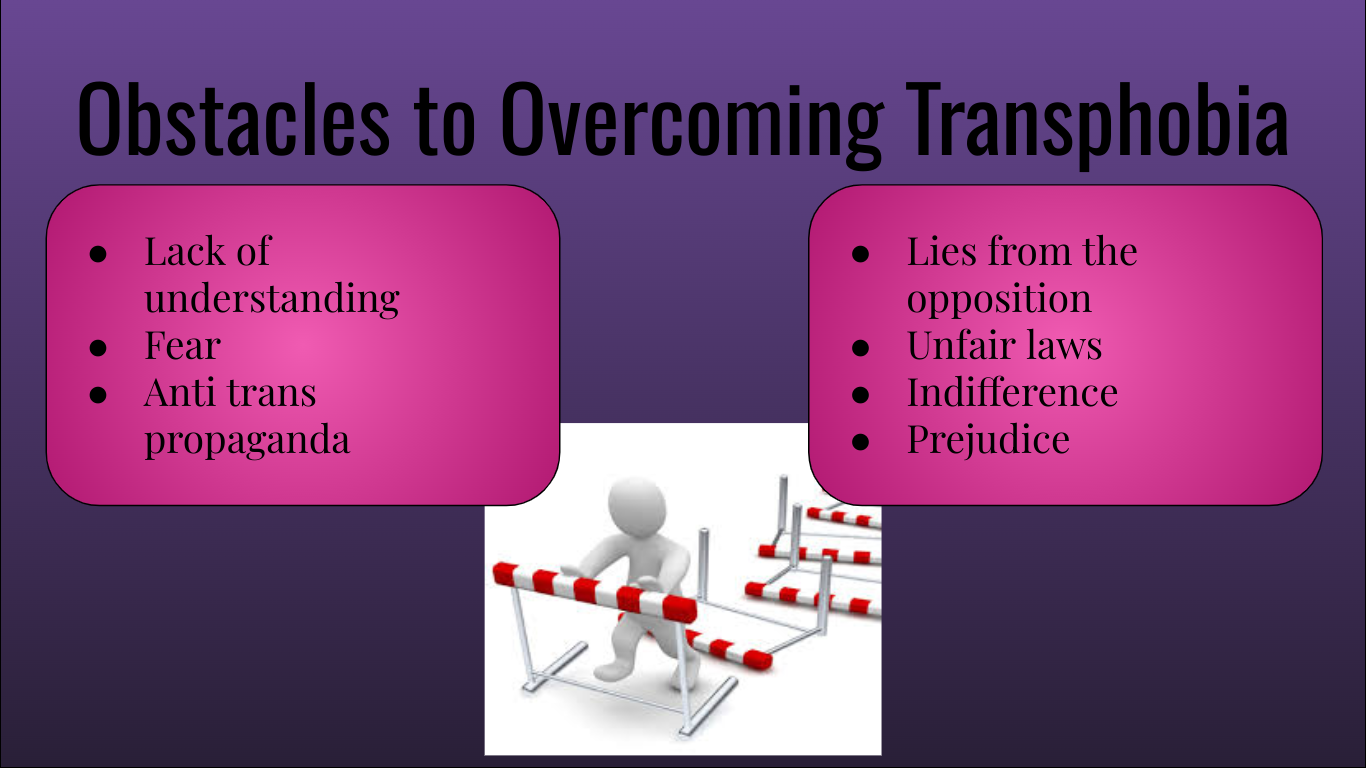 Obstacles to Overcoming Transphobia
● Lack of
understanding
● Fear
● Anti trans
propaganda
● Lies from the
opposition
● Unfair laws
● Indifference
● Prejudice